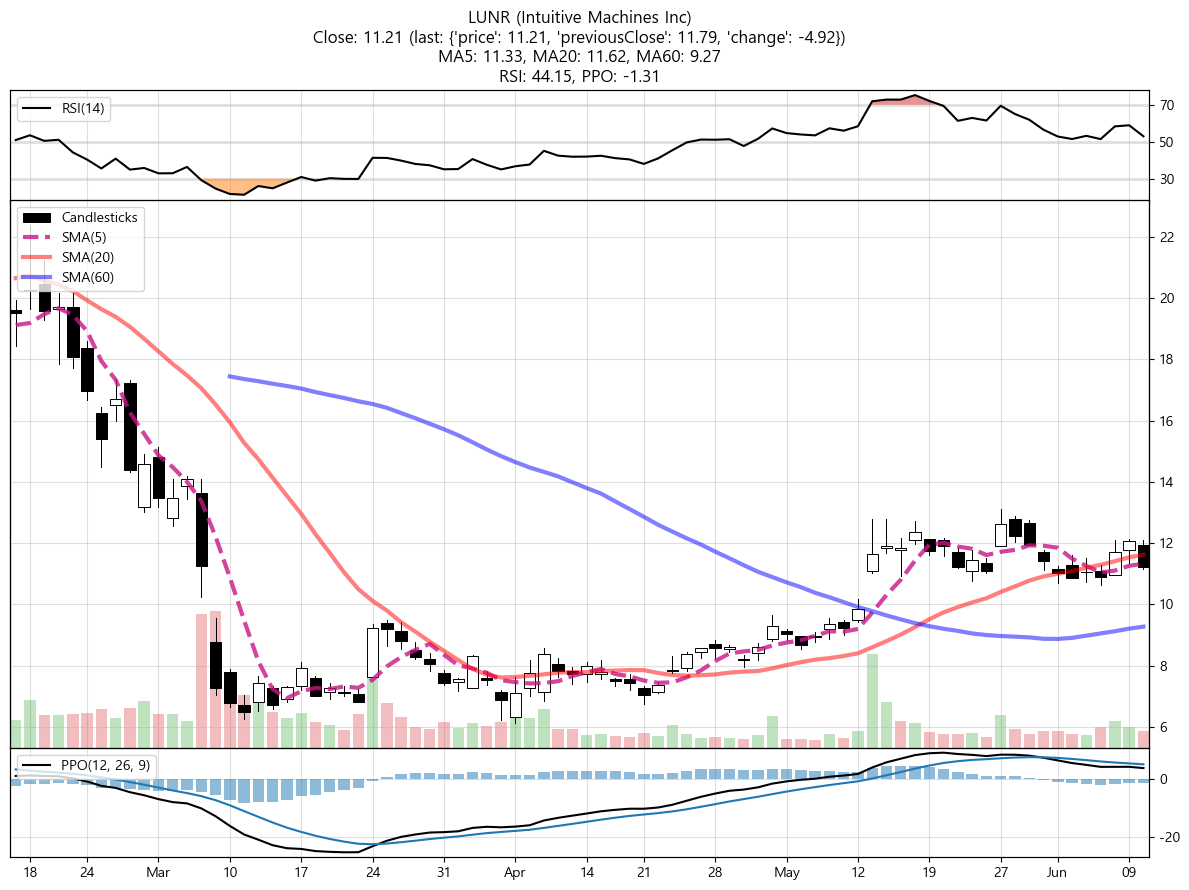 LUNR (Intuitive Machines Inc)
Close: 11.21 (last: {'price': 11.21, 'previousClose': 11.79, 'change': -4.92})
MA5: 11.33, MA20: 11.62, MA60: 9.27
RSI: 44.15, PPO: -1.31
RSI(14)
70
50
30
Candlesticks
SMA(5)
SMA(20)
SMA(60)
22
20
18
16
14
12
10
8
6
PPO(12, 26, 9)
0
-20
18 24 Mar 10 17 24 31 Apr 14 21 28 May 12 19 27 Jun 09